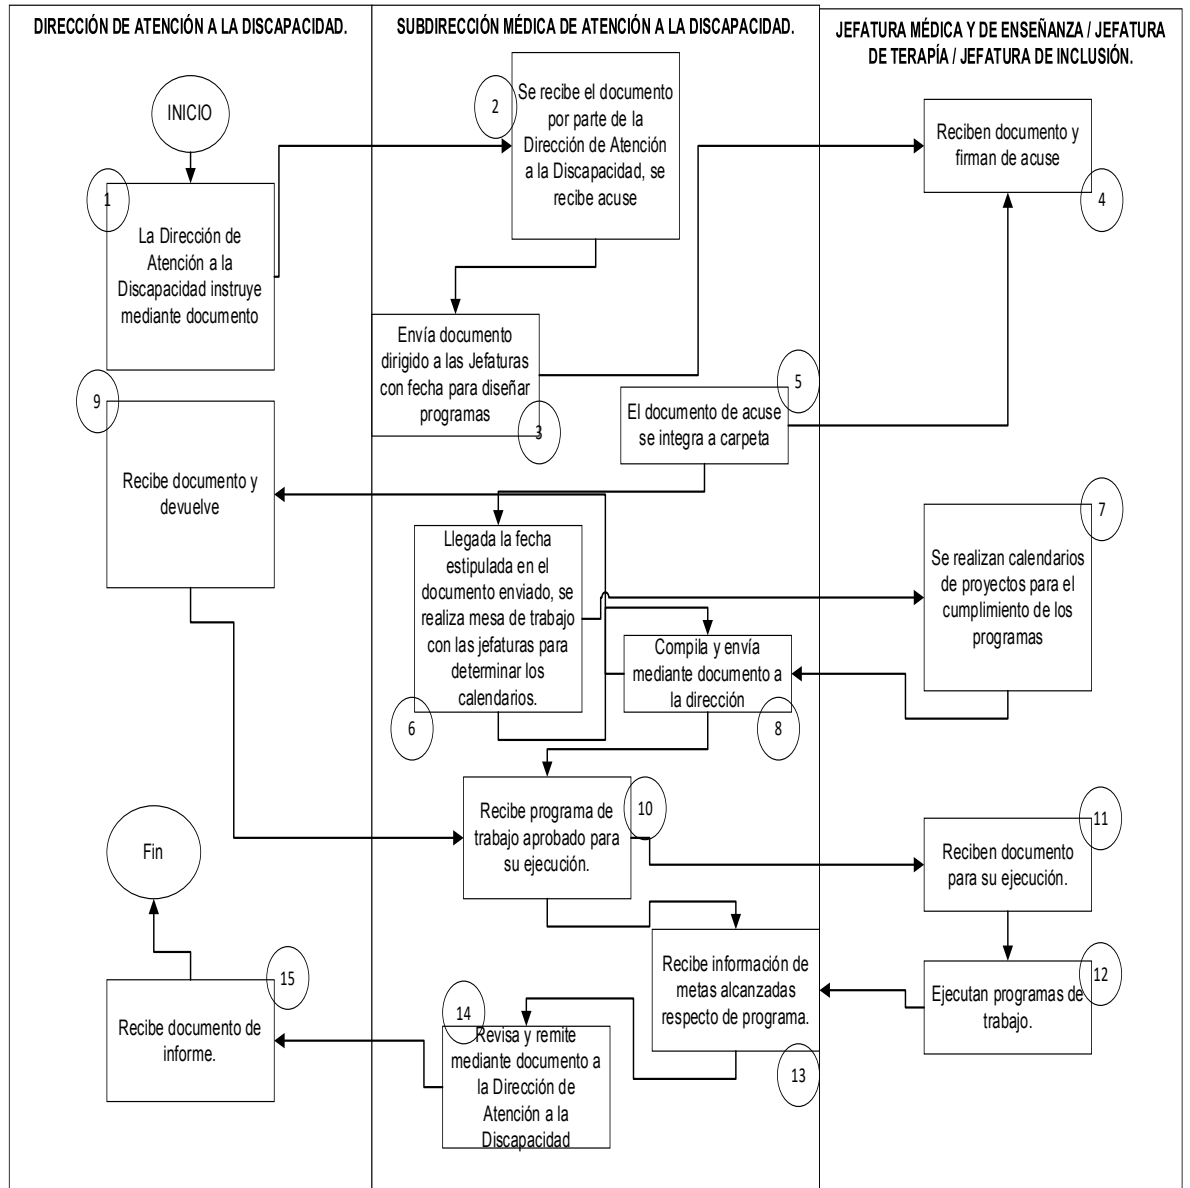 DIRECCIÓN DE ATENCIÓN A LA DISCAPACIDAD.
SUBDIRECCIÓN MÉDICA DE ATENCIÓN A LA DISCAPACIDAD.
JEFATURA MÉDICA Y DE ENSEÑANZA / JEFATURA
DE TERAPÍA / JEFATURA DE INCLUSIÓN.
INICIO
1
La Dirección de
Atención a la
Discapacidad instruye
mediante documento
2
Se recibe el documento
por parte de la
Dirección de Atención
a la Discapacidad, se
recibe acuse
Envía documento
dirigido a las Jefaturas
con fecha para diseñar
programas
3
Reciben documento y
firman de acuse
4
5
El documento de acuse
se integra a carpeta
Llegada la fecha
estipulada en el
documento enviado, se
realiza mesa de trabajo
con las jefaturas para
determinar los
calendarios.
6
7
Se realizan calendarios
de proyectos para el
cumplimiento de los
programas
Compila y envía
mediante documento a
la dirección
8
9
Recibe documento y
devuelve
10
Recibe programa de
trabajo aprobado para
su ejecución.
11
Reciben documento
para su ejecución.
12
Ejecutan programas de
trabajo.
Recibe información de
metas alcanzadas
respecto de programa.
13
14
Revisa y remite
mediante documento a
la Dirección de
Atención a la
Discapacidad
15
Recibe documento de
informe.
Fin